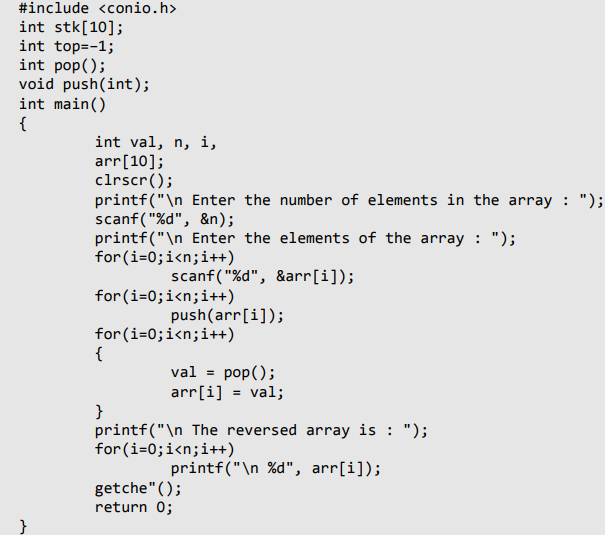 #include <conio.h>
int stk[10];
int top=-1;
int pop();
void push(int);
int main()
{
int val, n, i,
arr[10];
clrscr();
printf("\n Enter the number of elements in the array : ");
scanf("%d", &n);
printf("\n Enter the elements of the array : ");
for(i=0;i<n;i++)
scanf("%d", &arr[i]);
for(i=0;i<n;i++)
push(arr[i]);
for(i=0;i<n;i++)
{
val = pop();
arr[i] = val;
}
printf("\n The reversed array is : ");
for(i=0;i<n;i++)
printf("\n %d", arr[i]);
getche"();
return 0;
}